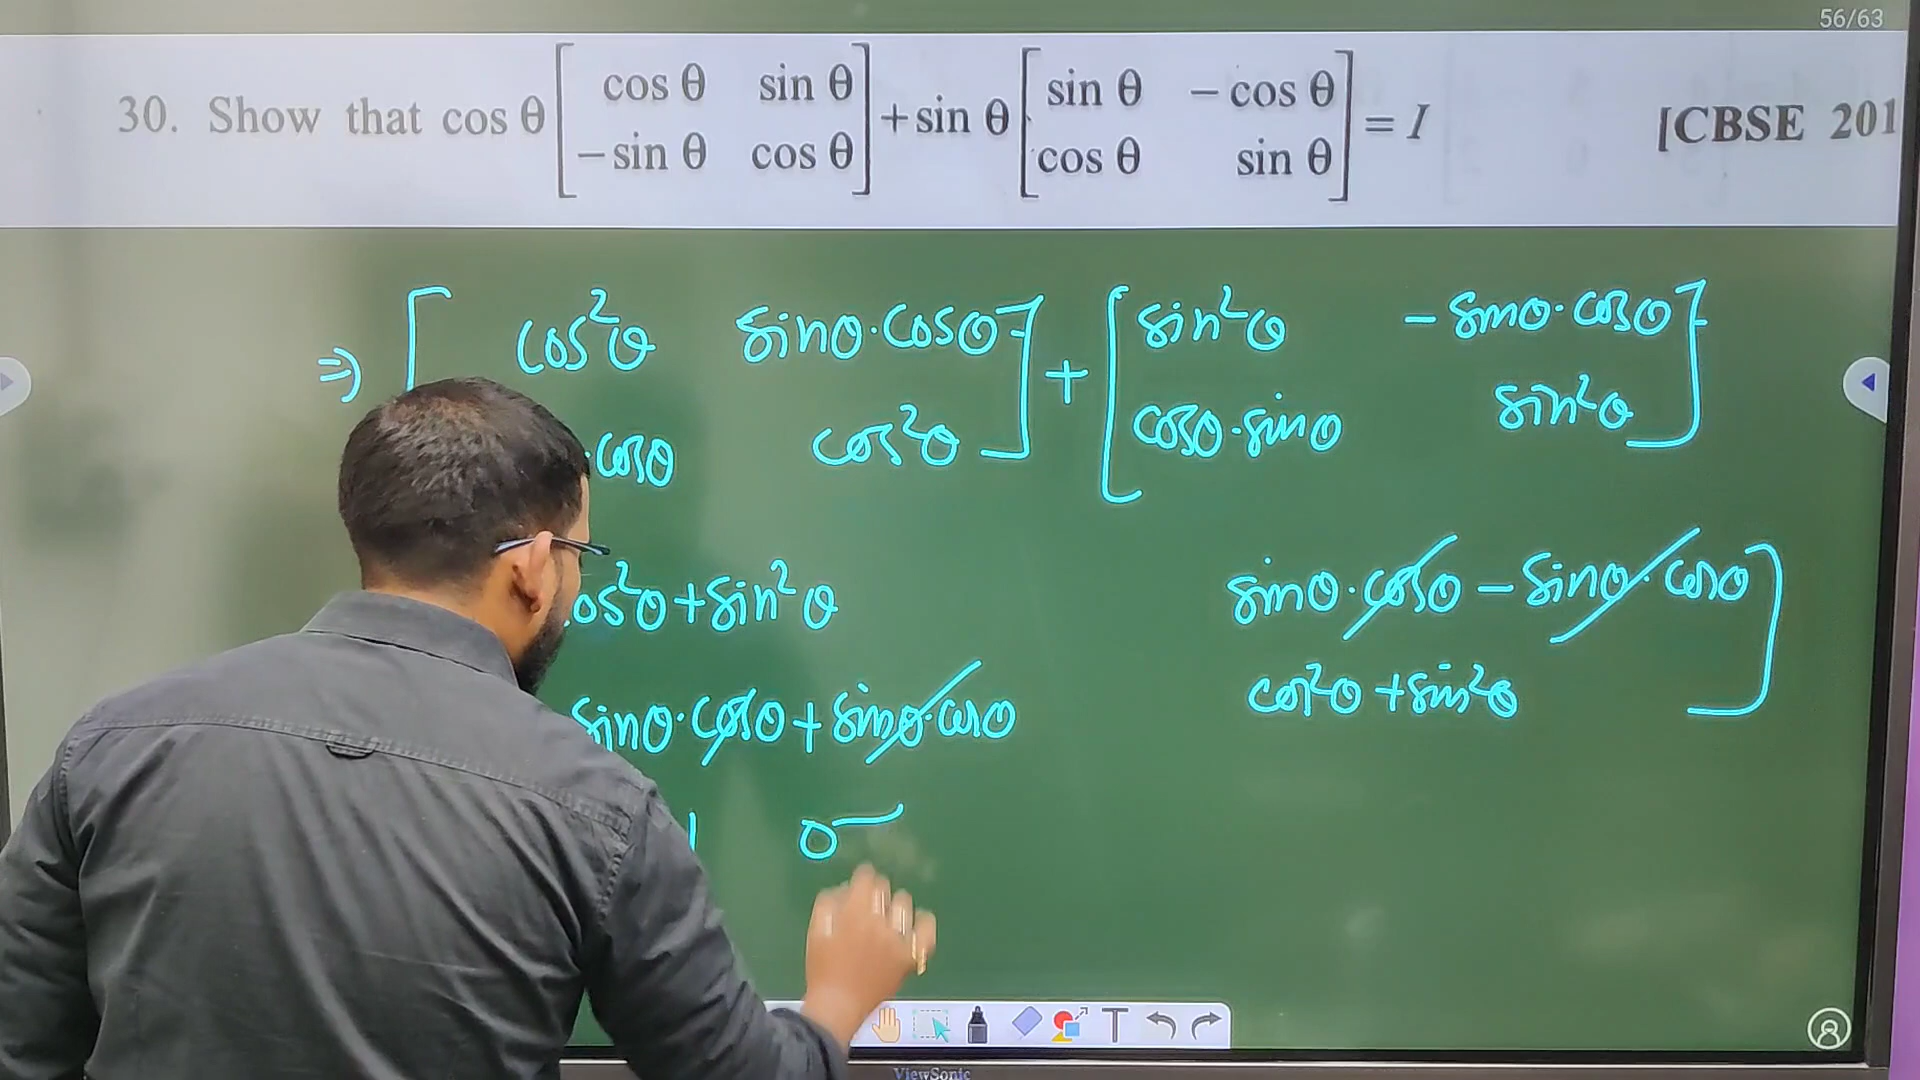 56/63
30. Show that cos θ [cos θ sin θ −sin θ cos θ] + sin θ [sin θ −cos θ cos θ sin θ] = I [CBSE 201
⇒ [cos²θ sinθ·cosθ] + [sin²θ −sinθ·cosθ]
·cosθ cos²θ cosθ·sinθ sin²θ
cos²θ+sin²θ sinθ·cosθ − sinθ·cosθ]
sinθ·cosθ + sinθ·cosθ cos²θ+sin²θ
1 0
T
ViewSonic